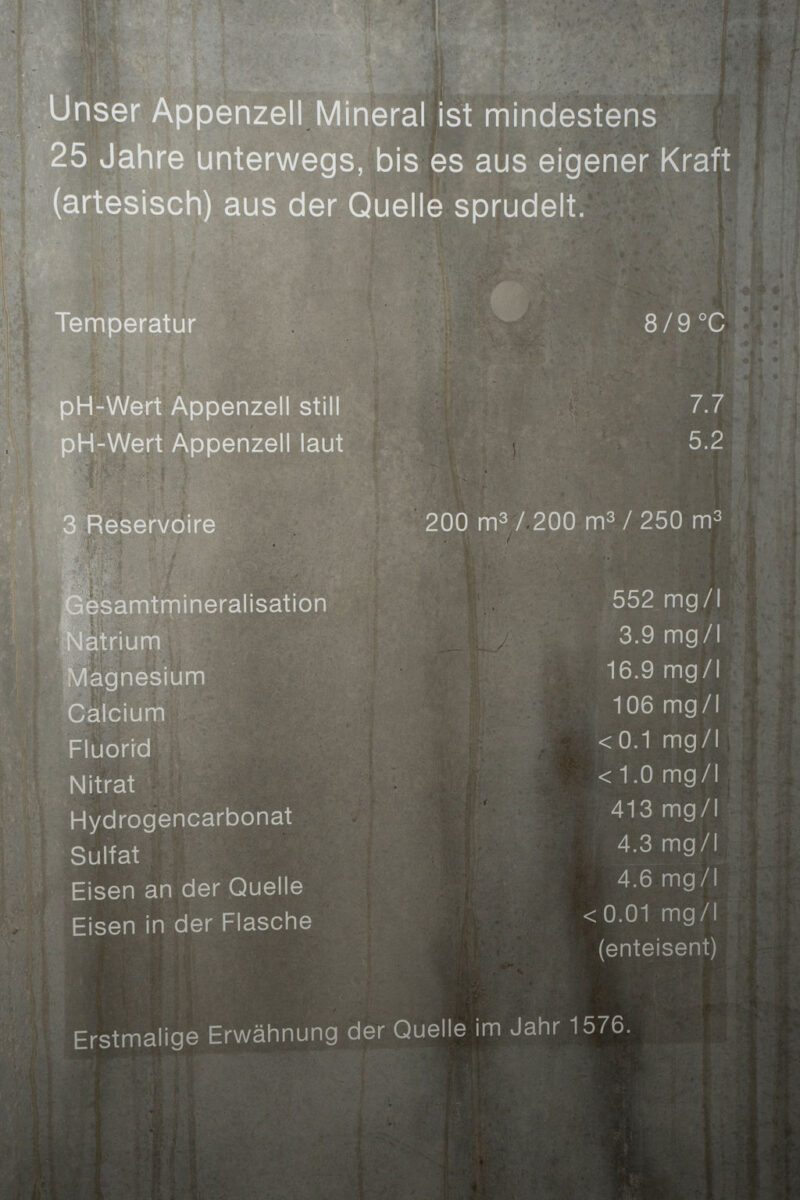 Unser Appenzell Mineral ist mindestens
25 Jahre unterwegs, bis es aus eigener Kraft
(artesisch) aus der Quelle sprudelt.
Temperatur 8/9 °C
pH-Wert Appenzell still 7.7
pH-Wert Appenzell laut 5.2
3 Reservoire 200 m³ / 200 m³ / 250 m³
Gesamtmineralisation 552 mg/l
Natrium 3.9 mg/l
Magnesium 16.9 mg/l
Calcium 106 mg/l
Fluorid <0.1 mg/l
Nitrat <1.0 mg/l
Hydrogencarbonat 413 mg/l
Sulfat 4.3 mg/l
Eisen an der Quelle 4.6 mg/l
Eisen in der Flasche <0.01 mg/l
(enteisent)
Erstmalige Erwähnung der Quelle im Jahr 1576.